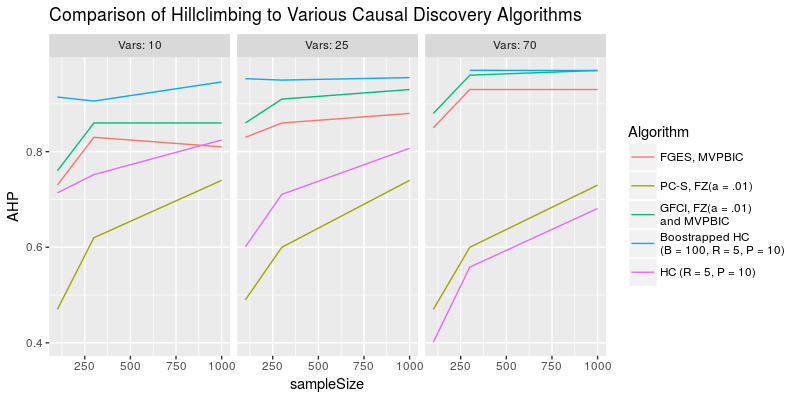 Comparison of Hillclimbing to Various Causal Discovery Algorithms
Vars: 10
Vars: 25
Vars: 70
AHP
0.8
0.6
0.4
250
500
750
1000
250
500
750
1000
250
500
750
1000
sampleSize
Algorithm
FGES, MVPBIC
PC-S, FZ(a = .01)
GFCI, FZ(a = .01)
and MVPBIC
Boostrapped HC
(B = 100, R = 5, P = 10)
HC (R = 5, P = 10)